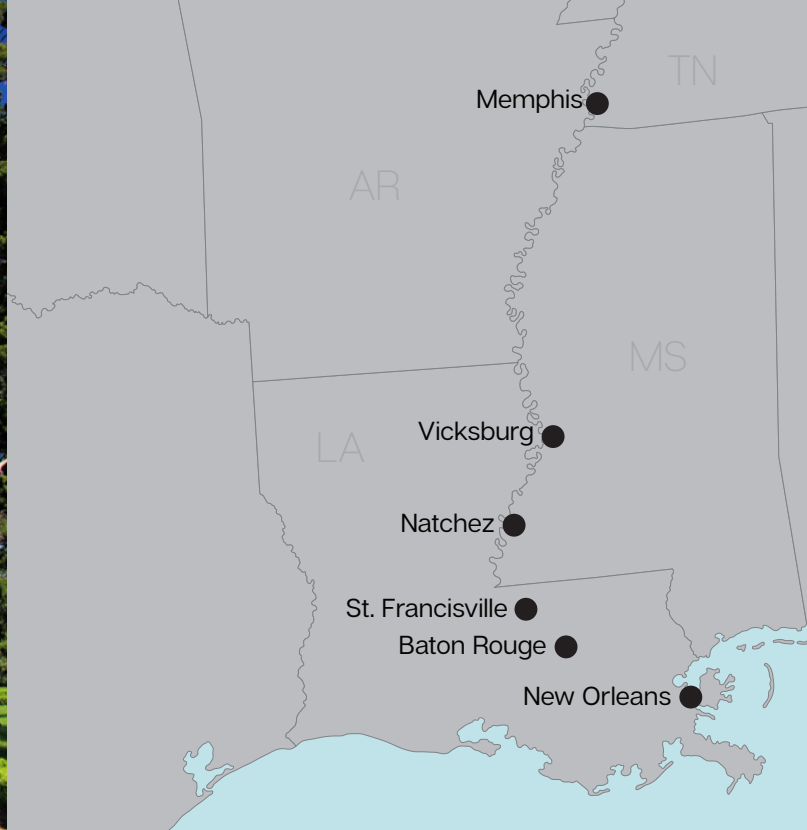 TN
Memphis
AR
MS
Vicksburg
LA
Natchez
St. Francisville
Baton Rouge
New Orleans